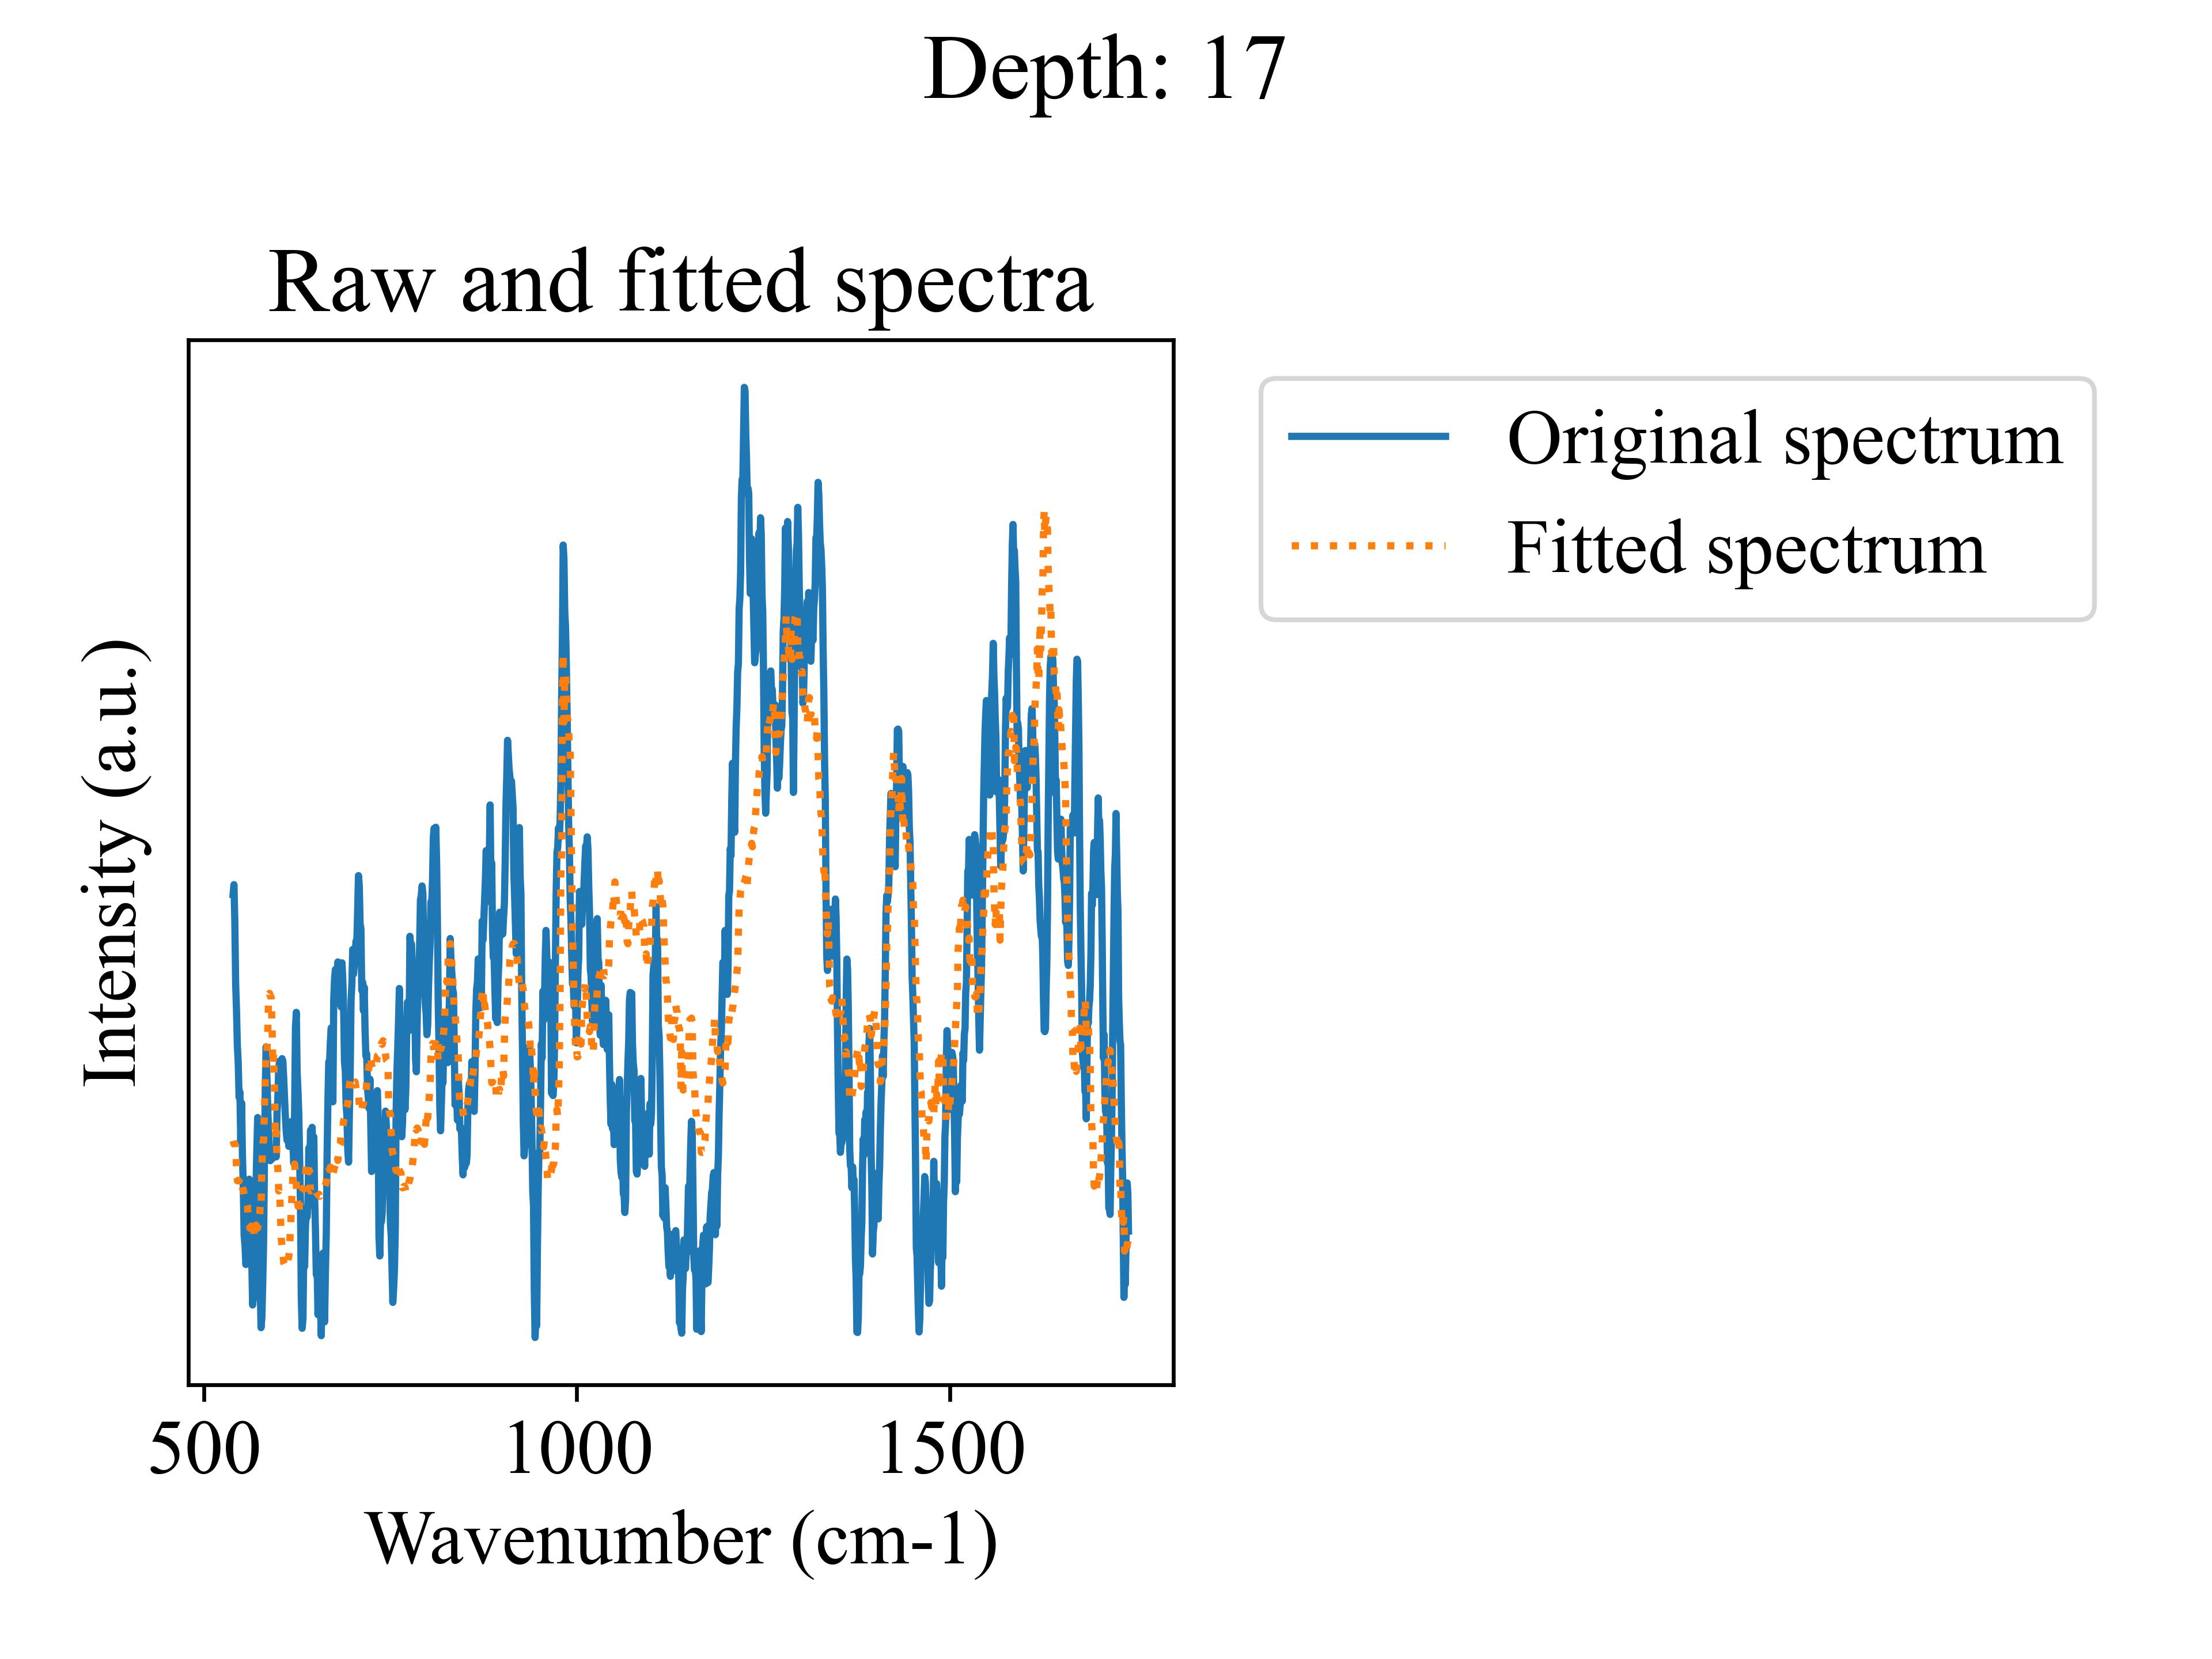 Depth: 17
Raw and fitted spectra
Original spectrum
Fitted spectrum
Intensity (a.u.)
500 1000 1500
Wavenumber (cm-1)